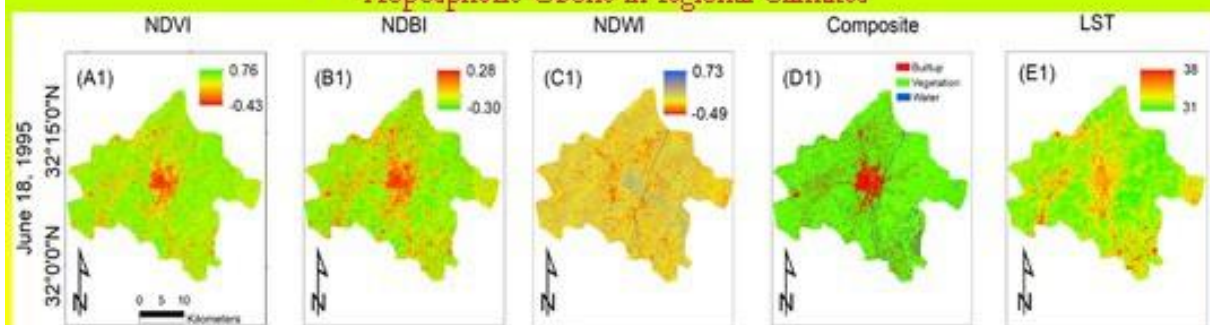 NDVI NDBI NDWI Composite LST
(A1) 0.76 -0.43
(B1) 0.28 -0.30
(C1) 0.73 -0.49
(D1) Builtup Vegetation Water
(E1) 38 31
June 18, 1995
32°15'0"N
32°0'0"N
N N N N N
0 5 10
Kilometers